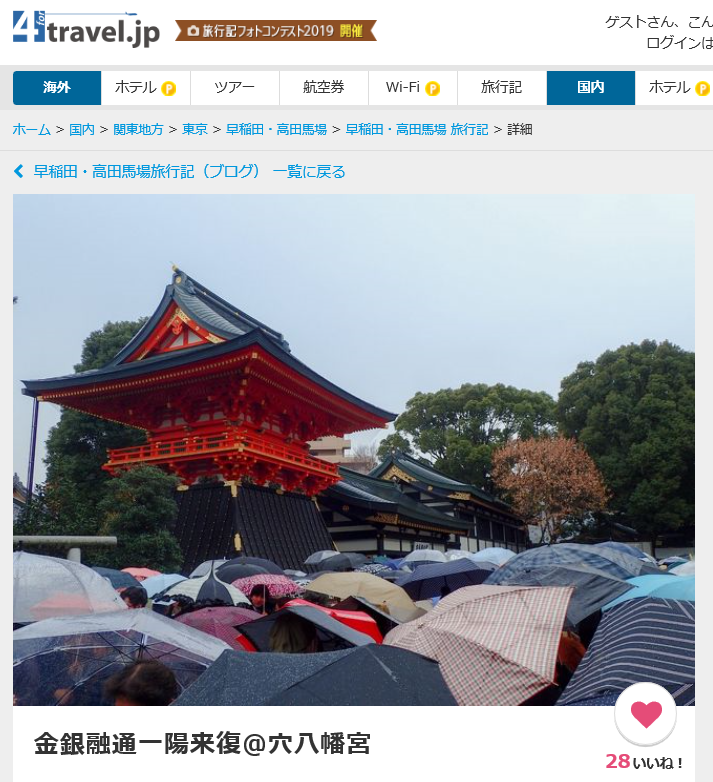 4 for travel.jp
旅行記フォトコンテスト2019 開催
ゲストさん、こん
ログインは
海外 ホテル P ツアー 航空券 Wi-Fi P 旅行記 国内 ホテル P
ホーム > 国内 > 関東地方 > 東京 > 早稲田・高田馬場 > 早稲田・高田馬場 旅行記 > 詳細
早稲田・高田馬場旅行記（ブログ） 一覧に戻る
金銀融通一陽来復@穴八幡宮
28 いいね！